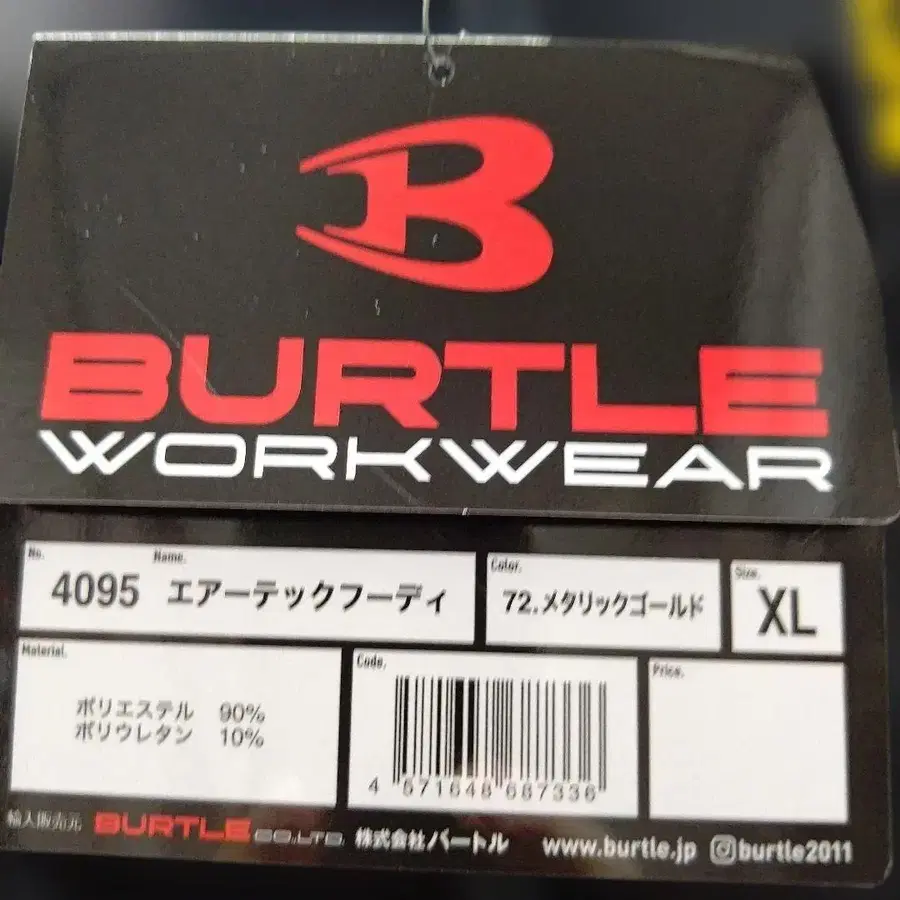 B
BURTLE
WORKWEAR
No. Name. Color. Size.
4095 エアーテックフーディ 72.メタリックゴールド XL
Material. Code. Price.
ポリエステル 90%
ポリウレタン 10%
4 571648 687336
輸入販売元 BURTLE CO.LTD. 株式会社バートル www.burtle.jp burtle2011